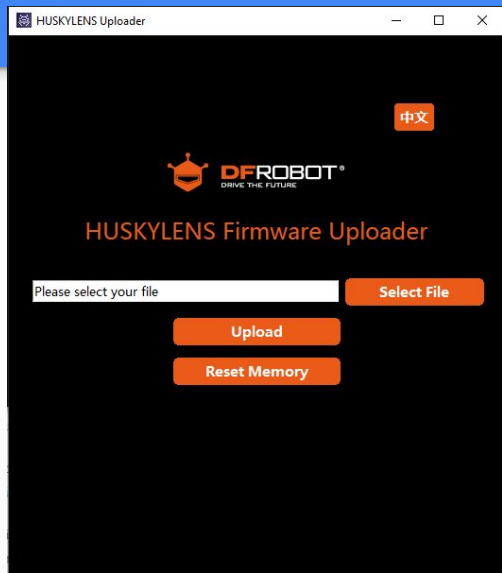 HUSKYLENS Uploader
中文
DFROBOT®
DRIVE THE FUTURE
HUSKYLENS Firmware Uploader
Please select your file
Select File
Upload
Reset Memory